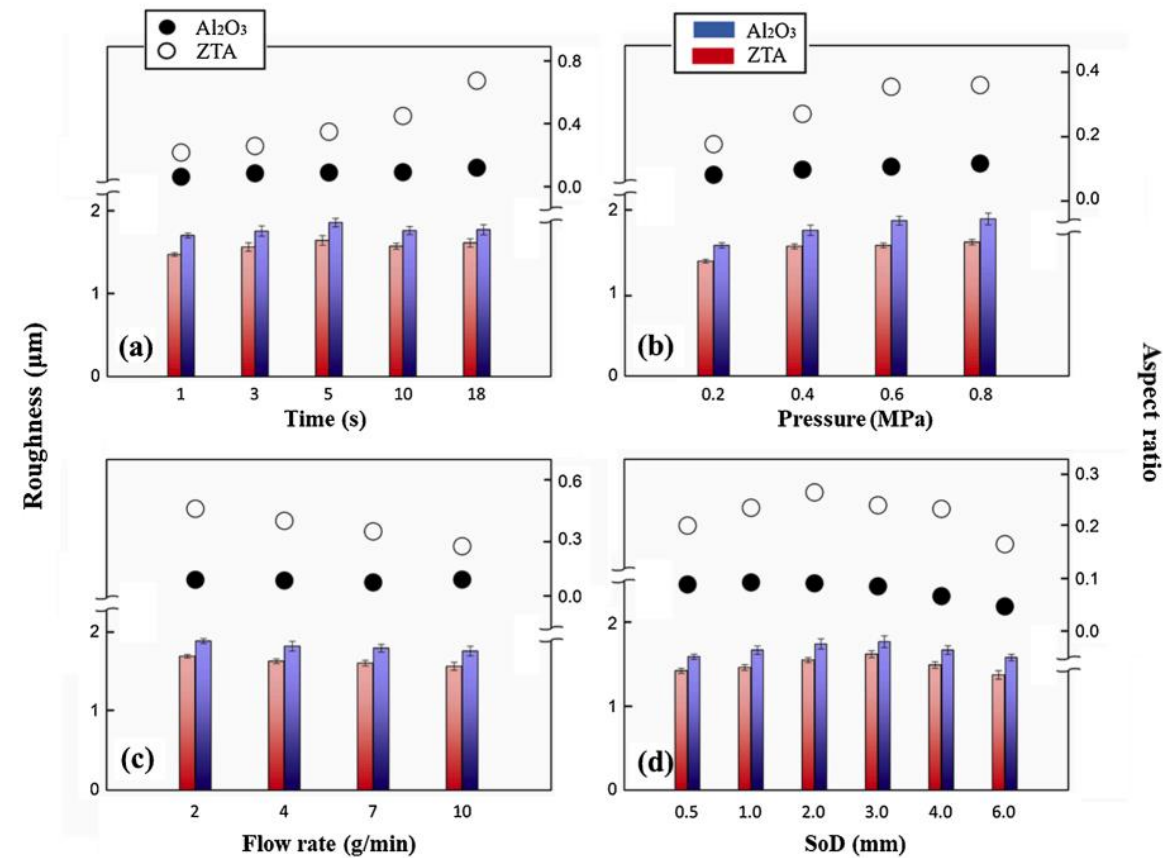 Al₂O₃
ZTA
Al₂O₃
ZTA
Roughness (μm)
Aspect ratio
0.8
0.4
0.0
2
1
0
(a)
1 3 5 10 18
Time (s)
0.4
0.2
0.0
2
1
0
(b)
0.2 0.4 0.6 0.8
Pressure (MPa)
0.6
0.3
0.0
2
1
0
(c)
2 4 7 10
Flow rate (g/min)
0.3
0.2
0.1
0.0
2
1
0
(d)
0.5 1.0 2.0 3.0 4.0 6.0
SoD (mm)